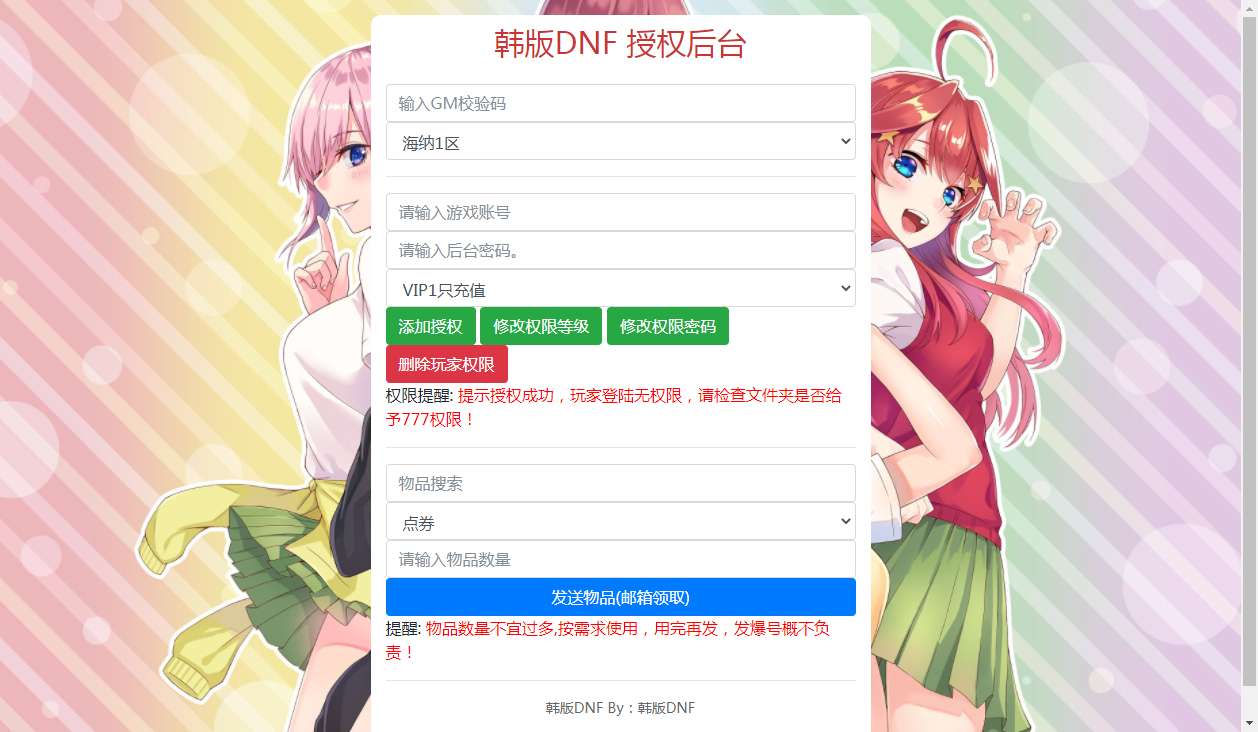 韩版DNF 授权后台
输入GM校验码
海纳1区
请输入游戏账号
请输入后台密码。
VIP1只充值
添加授权 修改权限等级 修改权限密码
删除玩家权限
权限提醒: 提示授权成功，玩家登陆无权限，请检查文件夹是否给
予777权限！
物品搜索
点券
请输入物品数量
发送物品(邮箱领取)
提醒: 物品数量不宜过多,按需求使用，用完再发，发爆号概不负
责！
韩版DNF By：韩版DNF